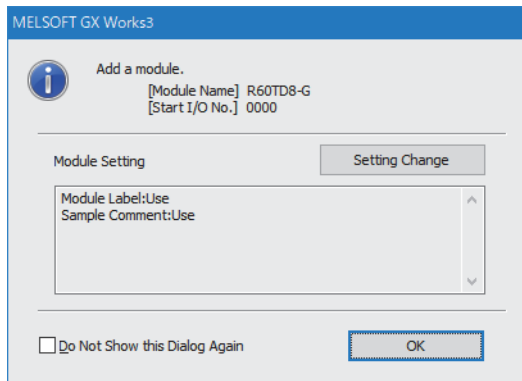 MELSOFT GX Works3
Add a module.
[Module Name] R60TD8-G
[Start I/O No.] 0000
Module Setting
Setting Change
Module Label:Use
Sample Comment:Use
Do Not Show this Dialog Again
OK